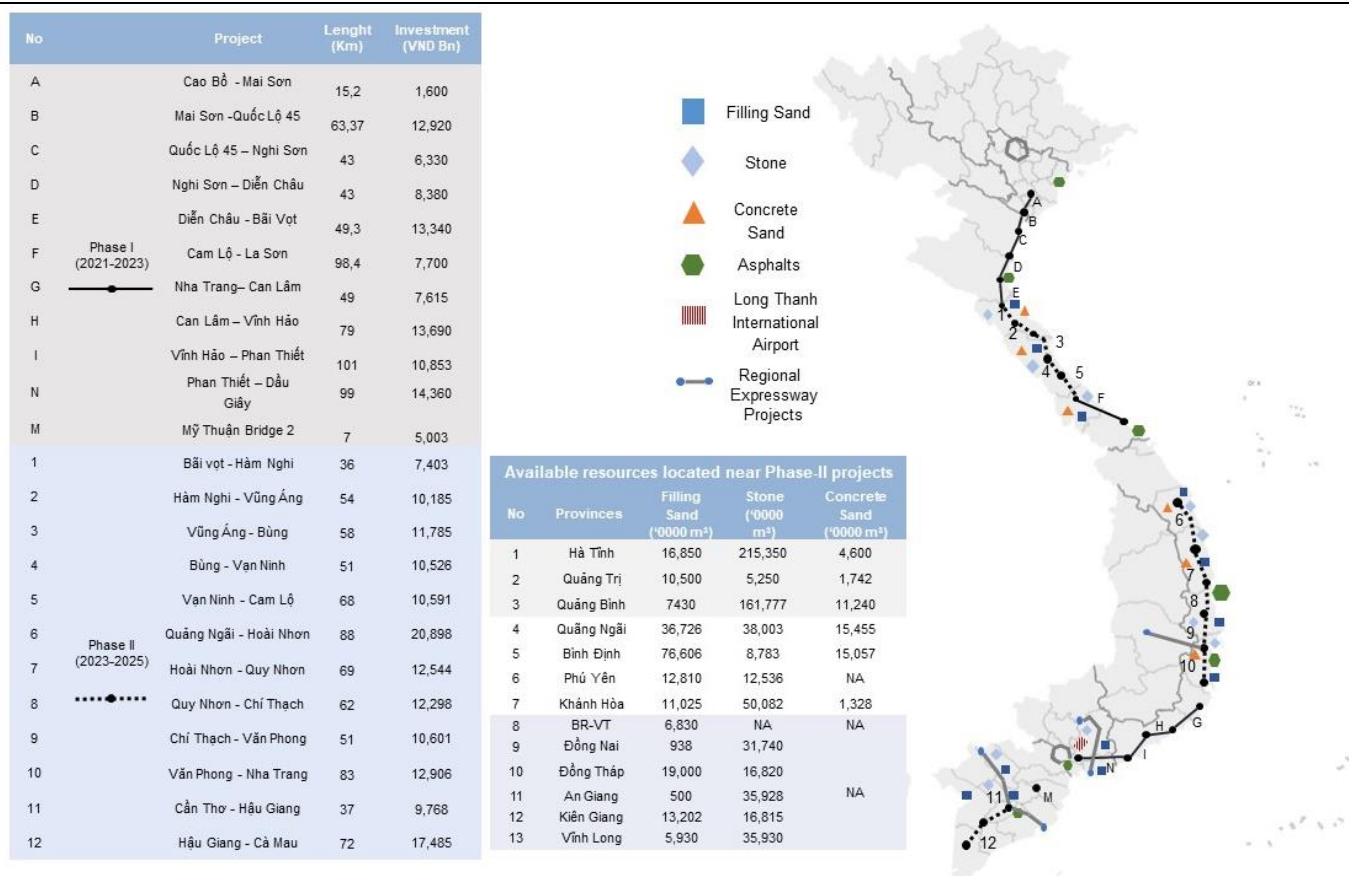 No Project Lenght (Km) Investment (VND Bn)
Phase I
(2021-2023)
A Cao Bồ - Mai Sơn 15,2 1,600
B Mai Sơn -Quốc Lộ 45 63,37 12,920
C Quốc Lộ 45 – Nghi Sơn 43 6,330
D Nghi Sơn – Diễn Châu 43 8,380
E Diễn Châu - Bãi Vọt 49,3 13,340
F Cam Lộ - La Sơn 98,4 7,700
G Nha Trang– Can Lâm 49 7,615
H Can Lâm – Vĩnh Hảo 79 13,690
I Vĩnh Hảo – Phan Thiết 101 10,853
N Phan Thiết – Dầu Giây 99 14,360
M Mỹ Thuận Bridge 2 7 5,003
Phase II
(2023-2025)
1 Bãi vọt - Hàm Nghi 36 7,403
2 Hàm Nghi - Vũng Áng 54 10,185
3 Vũng Áng - Bùng 58 11,785
4 Bùng - Vạn Ninh 51 10,526
5 Vạn Ninh - Cam Lộ 68 10,591
6 Quảng Ngãi - Hoài Nhơn 88 20,898
7 Hoài Nhơn - Quy Nhơn 69 12,544
8 Quy Nhơn - Chí Thạch 62 12,298
9 Chí Thạch - Văn Phong 51 10,601
10 Văn Phong - Nha Trang 83 12,906
11 Cần Thơ - Hậu Giang 37 9,768
12 Hậu Giang - Cà Mau 72 17,485
Filling Sand
Stone
Concrete
Sand
Asphalts
Long Thanh
International
Airport
Regional
Expressway
Projects
Available resources located near Phase-II projects
No Provinces Filling Sand ('0000 m³) Stone ('0000 m³) Concrete Sand ('0000 m³)
1 Hà Tĩnh 16,850 215,350 4,600
2 Quảng Trị 10,500 5,250 1,742
3 Quảng Bình 7430 161,777 11,240
4 Quãng Ngãi 36,726 38,003 15,455
5 Bình Định 76,606 8,783 15,057
6 Phú Yên 12,810 12,536 NA
7 Khánh Hòa 11,025 50,082 1,328
8 BR-VT 6,830 NA NA
9 Đồng Nai 938 31,740
10 Đồng Tháp 19,000 16,820
11 An Giang 500 35,928 NA
12 Kiên Giang 13,202 16,815
13 Vĩnh Long 5,930 35,930
A
B
C
D
E
1
2
3
4
5
F
6
7
8
9
10
G
H
I
N
M
11
12